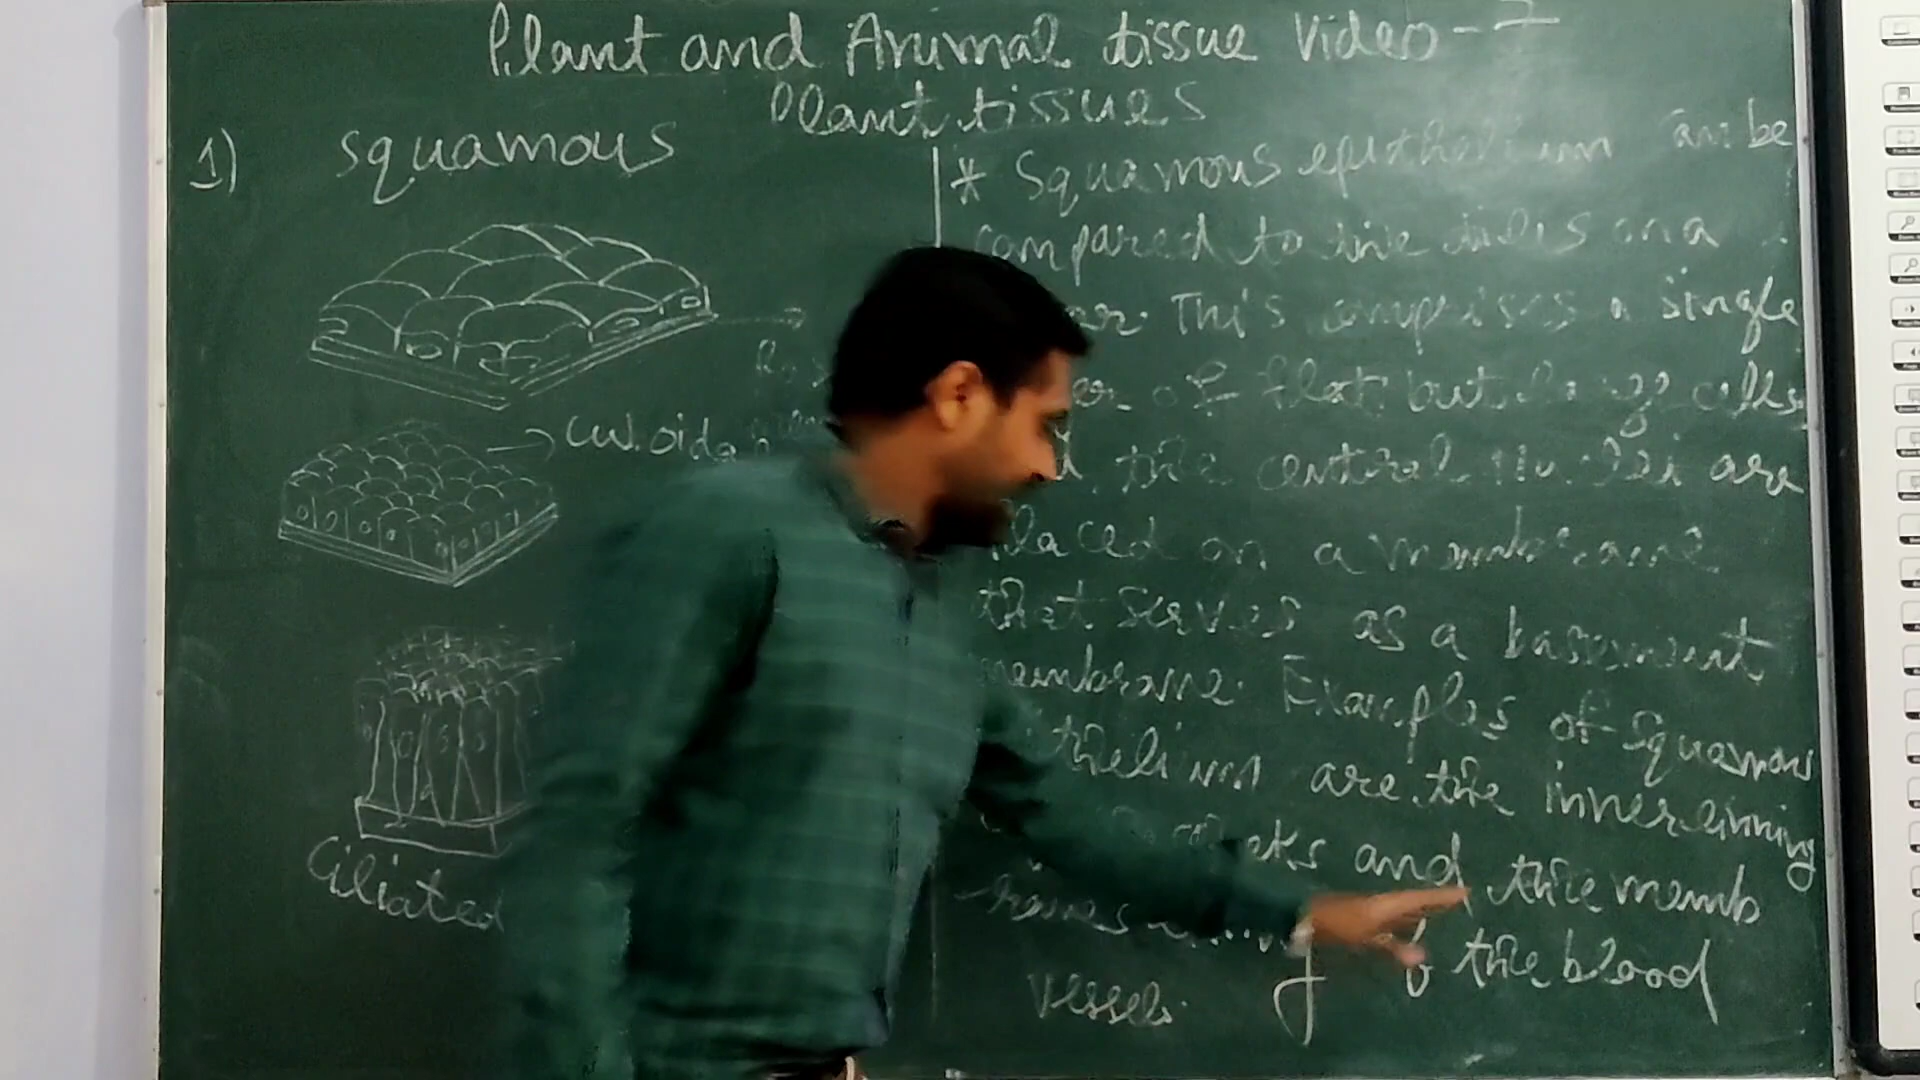 Plant and Animal tissue Video-7
Plant tissues
1) squamous
cuboida
Ciliated
* Squamous epithelium can be
compared to the tiles on a
This comprises a single
of flat but large cells
the central nuclei are
placed on a membrane
that serves as a basement
membrane. Examples of squamous
thelium are the inner lining
and the memb
the blood
vessels.